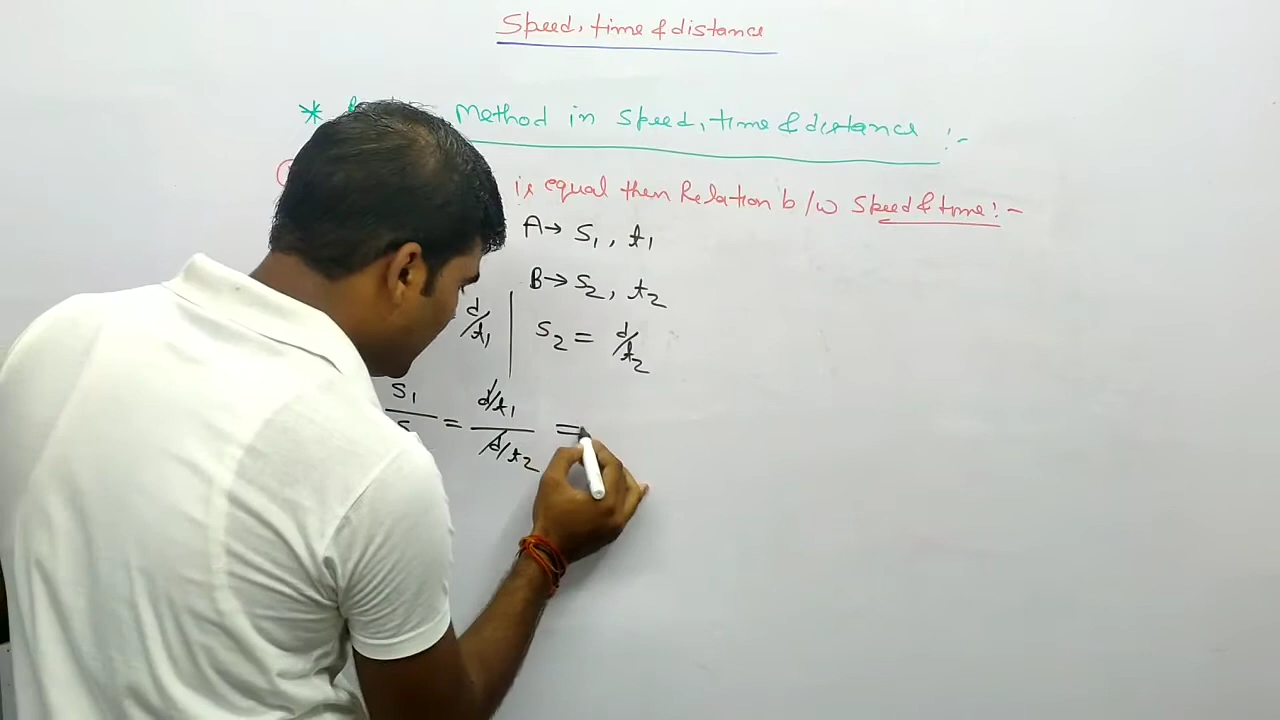 Speed, time & distance
* Method in speed, time & distance :-
is equal then Relation b/w Speed & time :-
A→ S₁, t₁
B→ S₂, t₂
d/t₁ | S₂ = d/t₂
S₁/S = d/t₁ / d/t₂ =